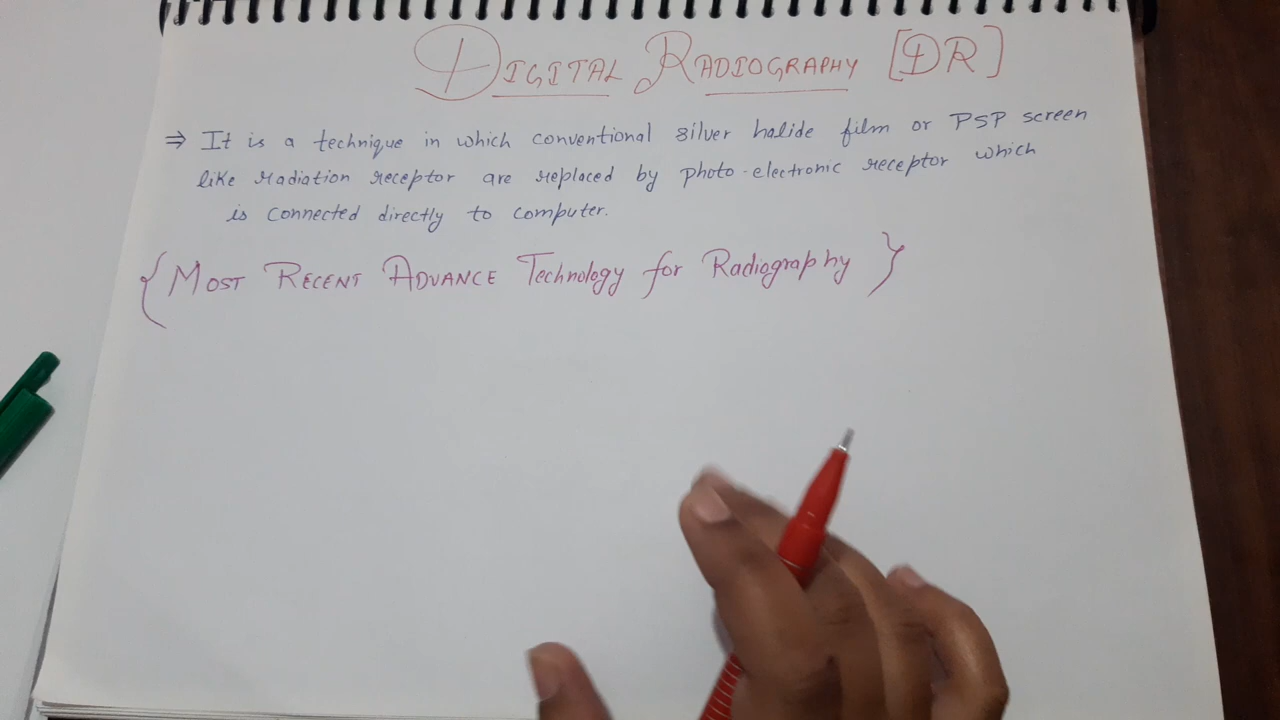 DIGITAL RADIOGRAPHY [DR]
⇒ It is a technique in which conventional silver halide film or PSP screen
like radiation receptor are replaced by photo-electronic receptor which
is connected directly to computer.
{ MOST RECENT ADVANCE Technology for Radiography }